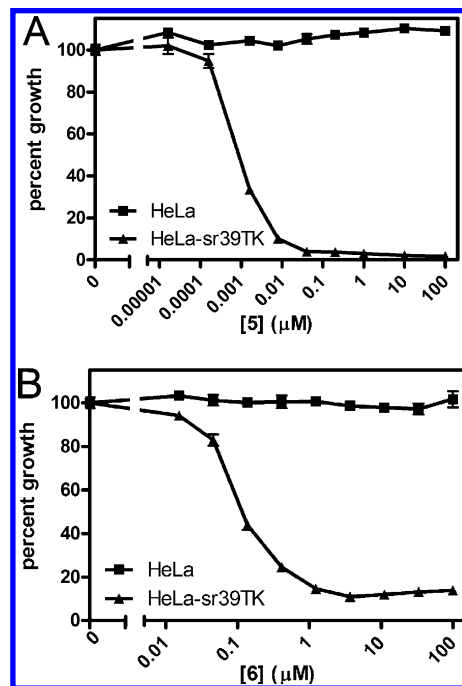 A
percent growth
100
80
60
40
20
0
HeLa
HeLa-sr39TK
0
0.00001
0.0001
0.001
0.01
0.1
1
10
100
[5] (μM)
B
percent growth
100
80
60
40
20
0
HeLa
HeLa-sr39TK
0
0.01
0.1
1
10
100
[6] (μM)